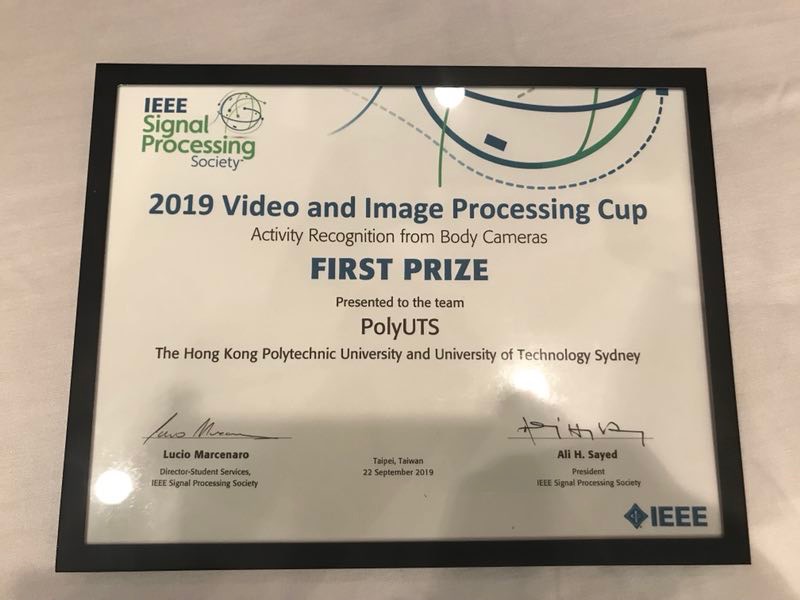 IEEE
Signal
Processing
Society
2019 Video and Image Processing Cup
Activity Recognition from Body Cameras
FIRST PRIZE
Presented to the team
PolyUTS
The Hong Kong Polytechnic University and University of Technology Sydney
Lucio Marcenaro
Director-Student Services,
IEEE Signal Processing Society
Taipei, Taiwan
22 September 2019
Ali H. Sayed
President
IEEE Signal Processing Society
IEEE